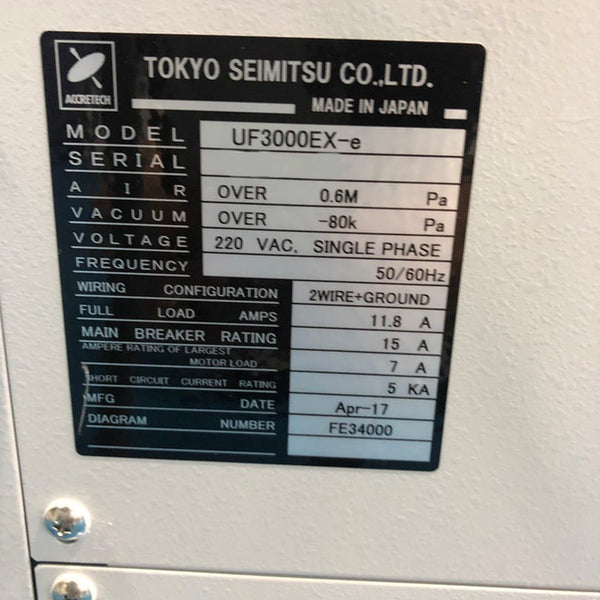 ACCRETECH
TOKYO SEIMITSU CO.,LTD.
MADE IN JAPAN
MODEL UF3000EX-e
SERIAL
AIR OVER 0.6M Pa
VACUUM OVER -80k Pa
VOLTAGE 220 VAC, SINGLE PHASE
FREQUENCY 50/60Hz
WIRING CONFIGURATION 2WIRE+GROUND
FULL LOAD AMPS 11.8 A
MAIN BREAKER RATING 15 A
AMPERE RATING OF LARGEST
MOTOR LOAD 7 A
SHORT CIRCUIT CURRENT RATING 5 KA
MFG DATE Apr-17
DIAGRAM NUMBER FE34000